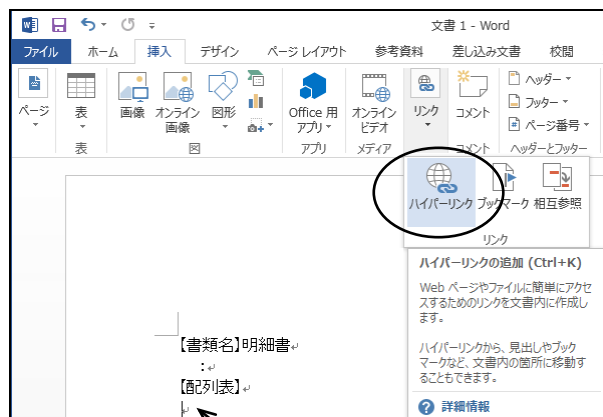 文書 1 - Word
ファイル ホーム 挿入 デザイン ページ レイアウト 参考資料 差し込み文書 校閲
ページ
表
画像
オンライン
画像
図形
Office 用
アプリ
オンライン
ビデオ
リンク
コメント
ヘッダー
フッター
ページ番号
表 図 アプリ メディア コメント ヘッダーとフッター
ハイパーリンク ブックマーク 相互参照
リンク
ハイパーリンクの追加 (Ctrl+K)
Web ページやファイルに簡単にアクセ
スするためのリンクを文書内に作成し
ます。
ハイパーリンクから、見出しやブック
マークなど、文書内の箇所に移動す
ることもできます。
詳細情報
【書類名】明細書
:
【配列表】